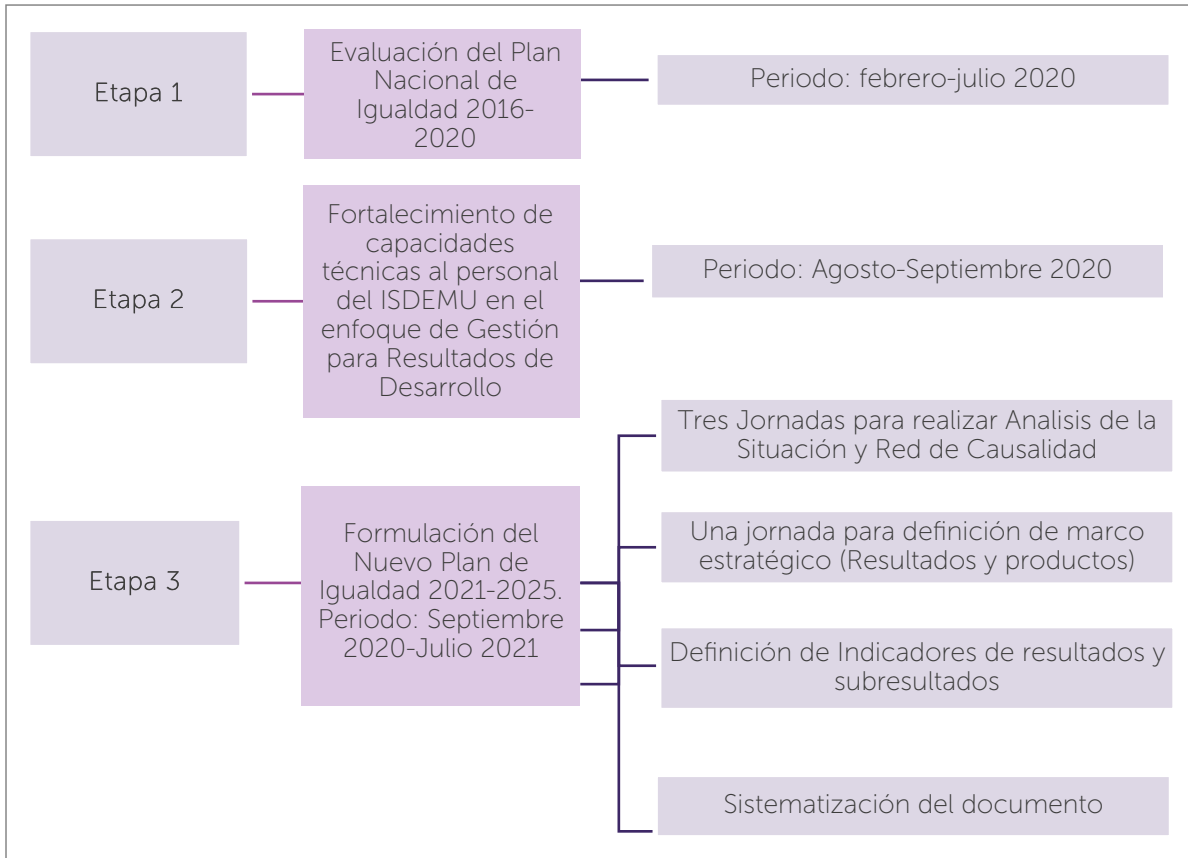 Etapa 1
Evaluación del Plan
Nacional de
Igualdad 2016-
2020
Periodo: febrero-julio 2020
Etapa 2
Fortalecimiento de
capacidades
técnicas al personal
del ISDEMU en el
enfoque de Gestión
para Resultados de
Desarrollo
Periodo: Agosto-Septiembre 2020
Etapa 3
Formulación del
Nuevo Plan de
Igualdad 2021-2025.
Periodo: Septiembre
2020-Julio 2021
Tres Jornadas para realizar Analisis de la
Situación y Red de Causalidad
Una jornada para definición de marco
estratégico (Resultados y productos)
Definición de Indicadores de resultados y
subresultados
Sistematización del documento